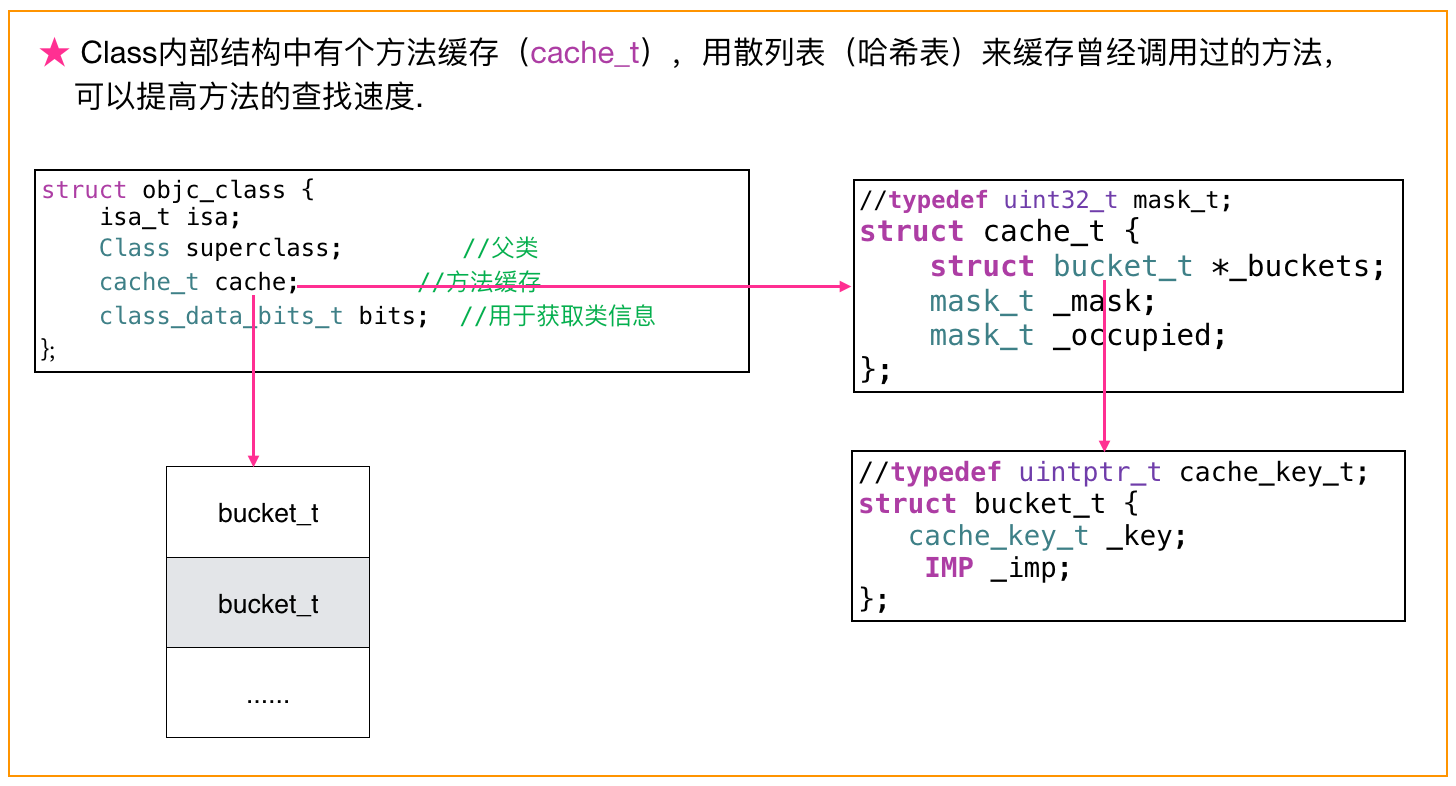 ★ Class内部结构中有个方法缓存（cache_t），用散列表（哈希表）来缓存曾经调用过的方法，
可以提高方法的查找速度.
struct objc_class {
isa_t isa;
Class superclass; //父类
cache_t cache; //方法缓存
class_data_bits_t bits; //用于获取类信息
};
//typedef uint32_t mask_t;
struct cache_t {
struct bucket_t *_buckets;
mask_t _mask;
mask_t _occupied;
};
bucket_t
bucket_t
......
//typedef uintptr_t cache_key_t;
struct bucket_t {
cache_key_t _key;
IMP _imp;
};